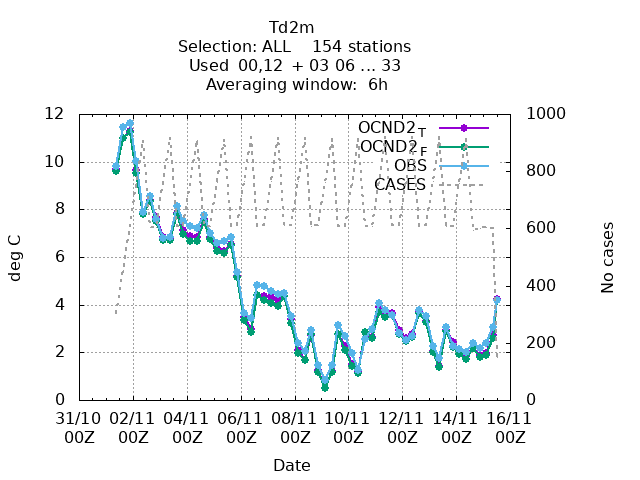 Td2m
Selection: ALL    154 stations
Used  00,12  + 03 06 ... 33
Averaging window:  6h
12
10
8
6
4
2
0
1000
800
600
400
200
0
OCND2_T
OCND2_F
OBS
CASES
deg C
No cases
31/10 02/11 04/11 06/11 08/11 10/11 12/11 14/11 16/11
00Z 00Z 00Z 00Z 00Z 00Z 00Z 00Z 00Z
Date